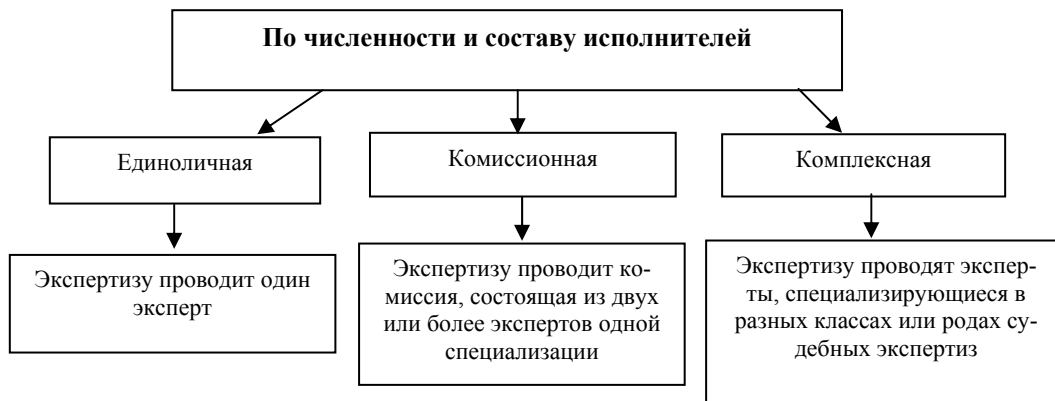 По численности и составу исполнителей
Единоличная
Комиссионная
Комплексная
Экспертизу проводит один
эксперт
Экспертизу проводит ко-
миссия, состоящая из двух
или более экспертов одной
специализации
Экспертизу проводят экспер-
ты, специализирующиеся в
разных классах или родах су-
дебных экспертиз